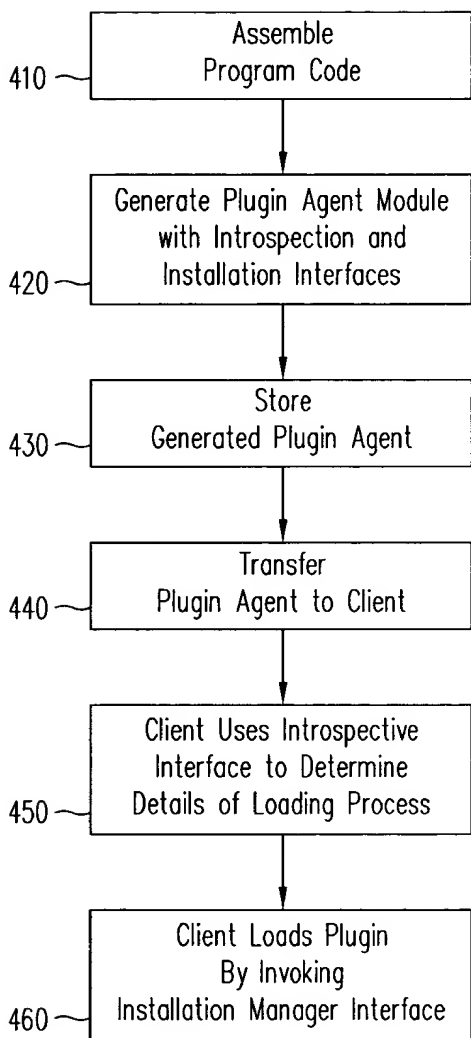 Assemble
Program Code
410
Generate Plugin Agent Module
with Introspection and
Installation Interfaces
420
Store
Generated Plugin Agent
430
Transfer
Plugin Agent to Client
440
Client Uses Introspective
Interface to Determine
Details of Loading Process
450
Client Loads Plugin
By Invoking
Installation Manager Interface
460